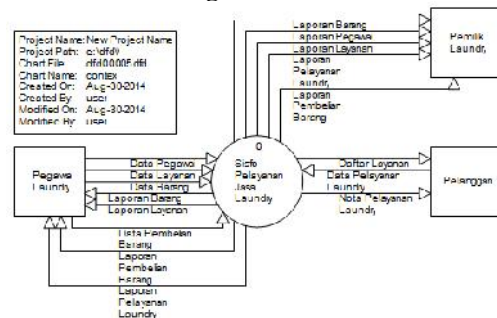 Project Name: New Project Name
Project Path: c:\dfd\
Chart File: dfd00005.dfd
Chart Name: contex
Created On: Aug-30-2014
Created By: user
Modified On: Aug-30-2014
Modified By: user
Laporan Barang
Laporan Pegawai
Laporan Layanan
Laporan
Pelayanan
Laundry
Laporan
Pembelian
Barang
Pemilik
Laundry
0
Sisfo
Pelayanan
Jasa
Laundry
Pegawai
Laundry
Data Pegawai
Data Layanan
Data Barang
Laporan Barang
Laporan Layanan
Data Pembelian
Barang
Laporan
Pembelian
Barang
Laporan
Pelayanan
Laundry
Daftar Layanan
Data Pelayanan
Laundry
Nota Pelayanan
Laundry
Pelanggan